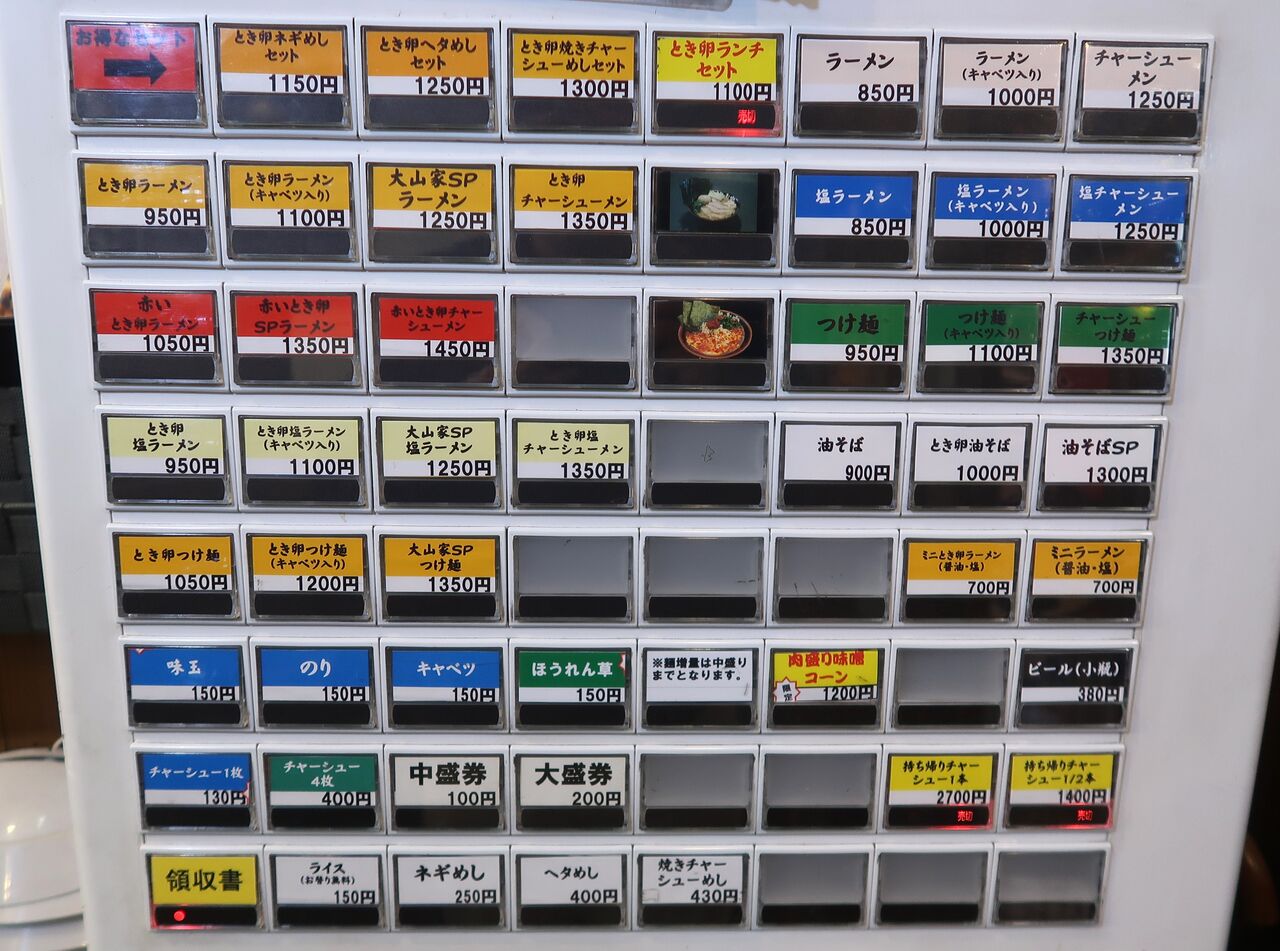 お得なセット
とき卵ネギめし
セット
1150円
とき卵ヘタめし
セット
1250円
とき卵焼きチャー
シューめしセット
1300円
とき卵ランチ
セット
1100円
売切
ラーメン
850円
ラーメン
(キャベツ入り)
1000円
チャーシュー
メン
1250円
とき卵ラーメン
950円
とき卵ラーメン
(キャベツ入り)
1100円
大山家SP
ラーメン
1250円
とき卵
チャーシューメン
1350円
塩ラーメン
850円
塩ラーメン
(キャベツ入り)
1000円
塩チャーシュー
メン
1250円
赤い
とき卵ラーメン
1050円
赤いとき卵
SPラーメン
1350円
赤いとき卵チャー
シューメン
1450円
つけ麺
950円
つけ麺
(キャベツ入り)
1100円
チャーシュー
つけ麺
1350円
とき卵
塩ラーメン
950円
とき卵塩ラーメン
(キャベツ入り)
1100円
大山家SP
塩ラーメン
1250円
とき卵塩
チャーシューメン
1350円
油そば
900円
とき卵油そば
1000円
油そばSP
1300円
とき卵つけ麺
1050円
とき卵つけ麺
(キャベツ入り)
1200円
大山家SP
つけ麺
1350円
ミニとき卵ラーメン
(醤油・塩)
700円
ミニラーメン
(醤油・塩)
700円
味玉
150円
のり
150円
キャベツ
150円
ほうれん草
150円
※麺増量は中盛り
までとなります。
肉盛り味噌
コーン
限定
1200円
ビール(小瓶)
380円
チャーシュー1枚
130円
チャーシュー
4枚
400円
中盛券
100円
大盛券
200円
持ち帰りチャー
シュー1本
2700円
売切
持ち帰りチャー
シュー1/2本
1400円
売切
領収書
ライス
(お替り無料)
150円
ネギめし
250円
ヘタめし
400円
焼きチャー
シューめし
430円